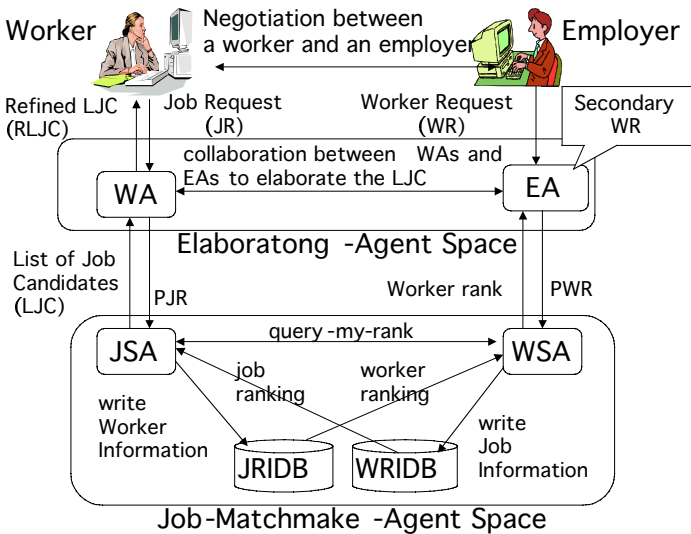 Worker
Negotiation between
a worker and an employer
Employer
Refined LJC
(RLJC)
Job Request
(JR)
Worker Request
(WR)
Secondary
WR
collaboration between WAs and
EAs to elaborate the LJC
WA
EA
Elaboratong -Agent Space
List of Job
Candidates
(LJC)
PJR
Worker rank
PWR
query -my-rank
JSA
WSA
job
ranking
worker
ranking
write
Worker
Information
write
Job
Information
JRIDB
WRIDB
Job-Matchmake -Agent Space